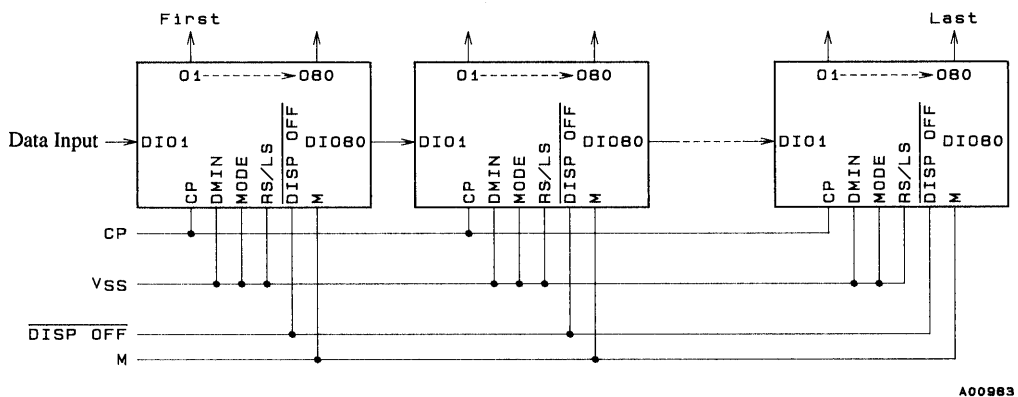 First Last
O1 O80 O1 O80 O1 O80
Data Input DIO1 DIO80 DIO1 DIO80 DIO1 DIO80
CP DMIN MODE RS/LS DISP OFF M CP DMIN MODE RS/LS DISP OFF M CP DMIN MODE RS/LS DISP OFF M
CP
VSS
DISP OFF
M
A00983